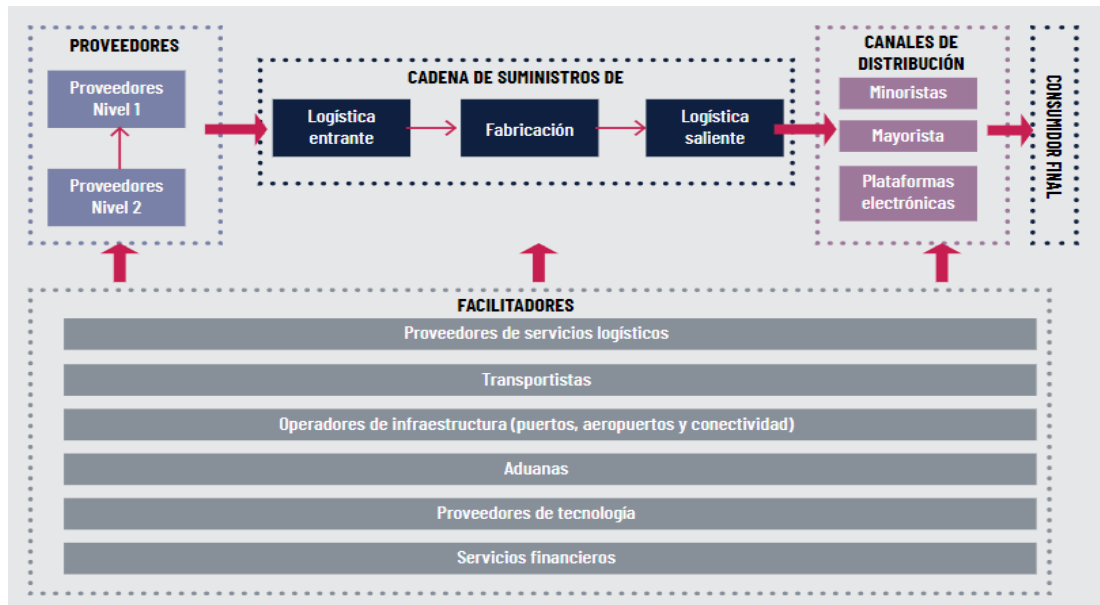 PROVEEDORES
Proveedores
Nivel 1
Proveedores
Nivel 2
CADENA DE SUMINISTROS DE
Logística
entrante
Fabricación
Logística
saliente
CANALES DE
DISTRIBUCIÓN
Minoristas
Mayorista
Plataformas
electrónicas
CONSUMIDOR FINAL
FACILITADORES
Proveedores de servicios logísticos
Transportistas
Operadores de infraestructura (puertos, aeropuertos y conectividad)
Aduanas
Proveedores de tecnología
Servicios financieros